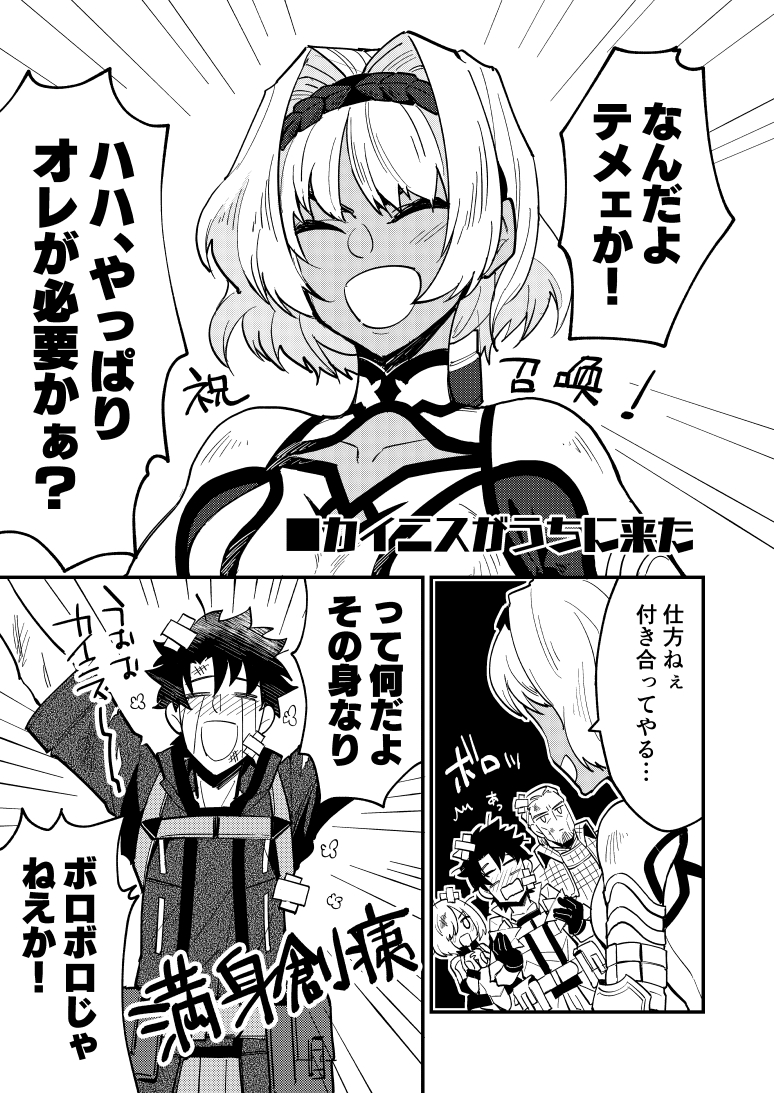 なんだよ
テメェか!
ハハ、やっぱり
オレが必要かぁ?
祝
召喚!
■カイニスがうちに来た
仕方ねぇ
付き合ってやる…
ボロッ
あっ
って何だよ
その身なり
カイニス〜
ボロボロじゃ
ねえか!
満身創痍